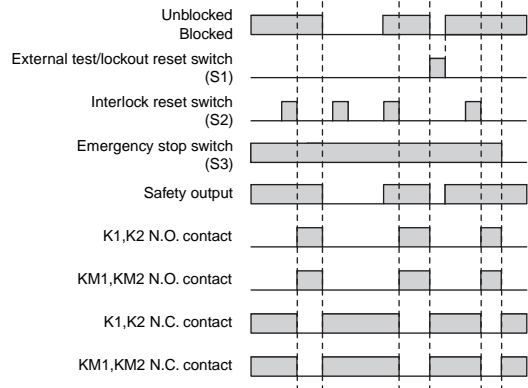 Unblocked
Blocked
External test/lockout reset switch
(S1)
Interlock reset switch
(S2)
Emergency stop switch
(S3)
Safety output
K1,K2 N.O. contact
KM1,KM2 N.O. contact
K1,K2 N.C. contact
KM1,KM2 N.C. contact